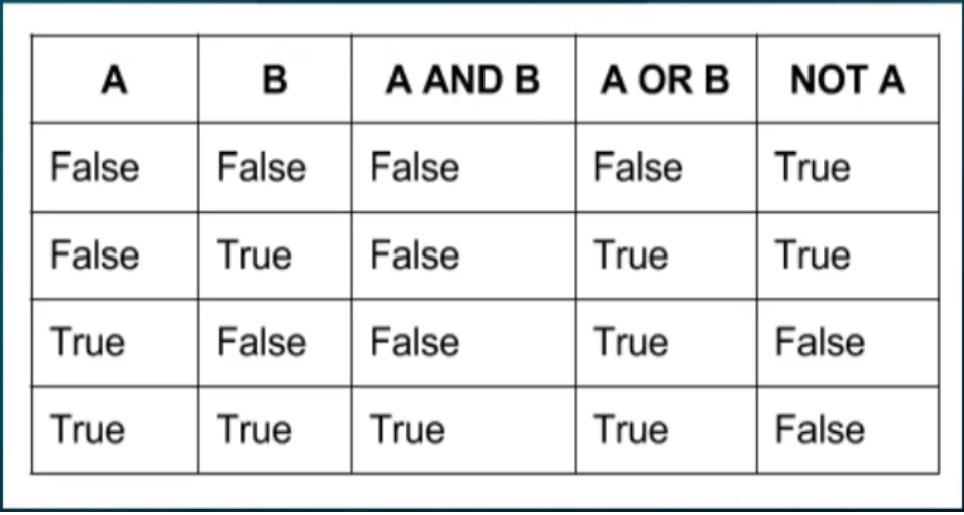 A B A AND B A OR B NOT A
False False False False True
False True False True True
True False False True False
True True True True False